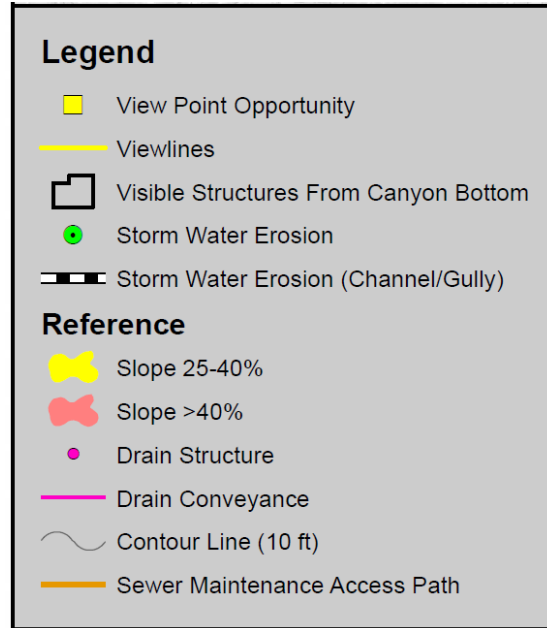 Legend
View Point Opportunity
Viewlines
Visible Structures From Canyon Bottom
Storm Water Erosion
Storm Water Erosion (Channel/Gully)
Reference
Slope 25-40%
Slope >40%
Drain Structure
Drain Conveyance
Contour Line (10 ft)
Sewer Maintenance Access Path